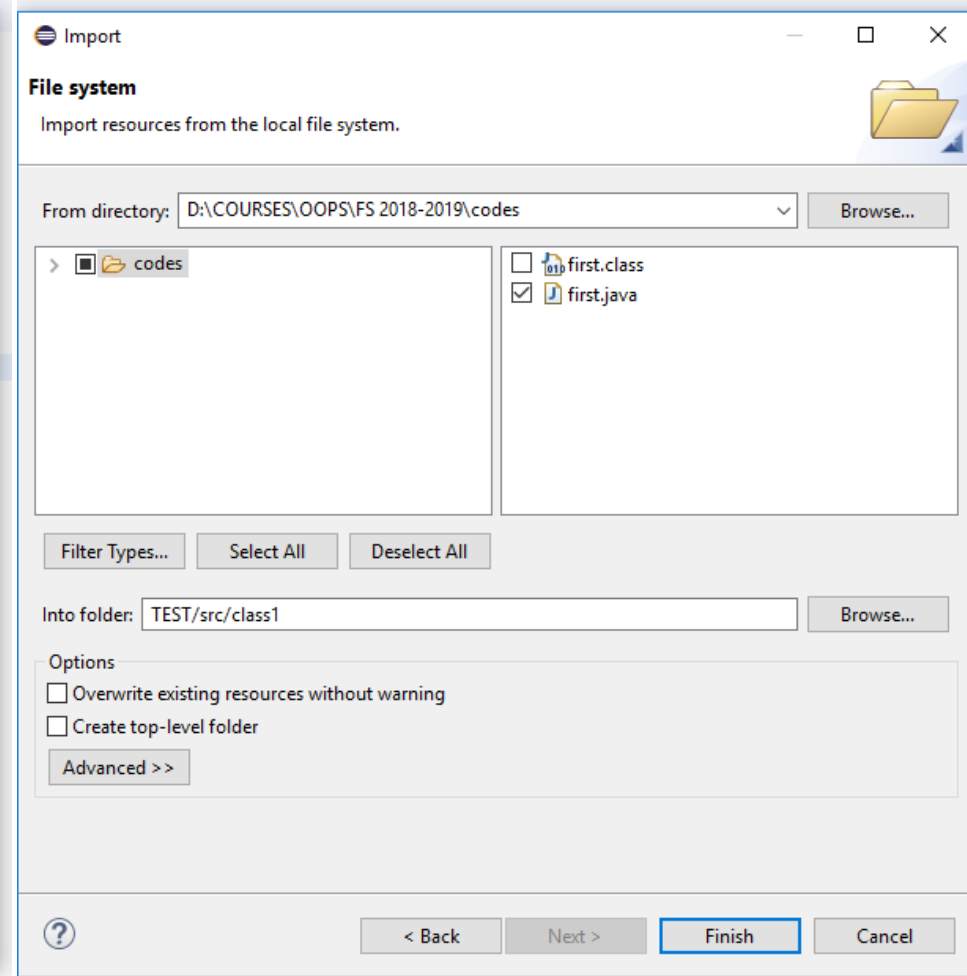 Import
File system
Import resources from the local file system.
From directory: D:\COURSES\OOPS\FS 2018-2019\codes Browse...
codes
first.class
first.java
Filter Types... Select All Deselect All
Into folder: TEST/src/class1 Browse...
Options
Overwrite existing resources without warning
Create top-level folder
Advanced >>
? < Back Next > Finish Cancel